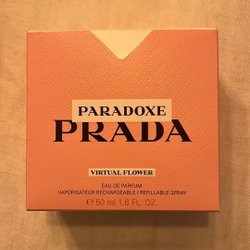 PARADOXE
PRADA
VIRTUAL FLOWER
EAU DE PARFUM
VAPORISATEUR RECHARGEABLE / REFILLABLE SPRAY
℮ 50 ml 1.6 FL. OZ.